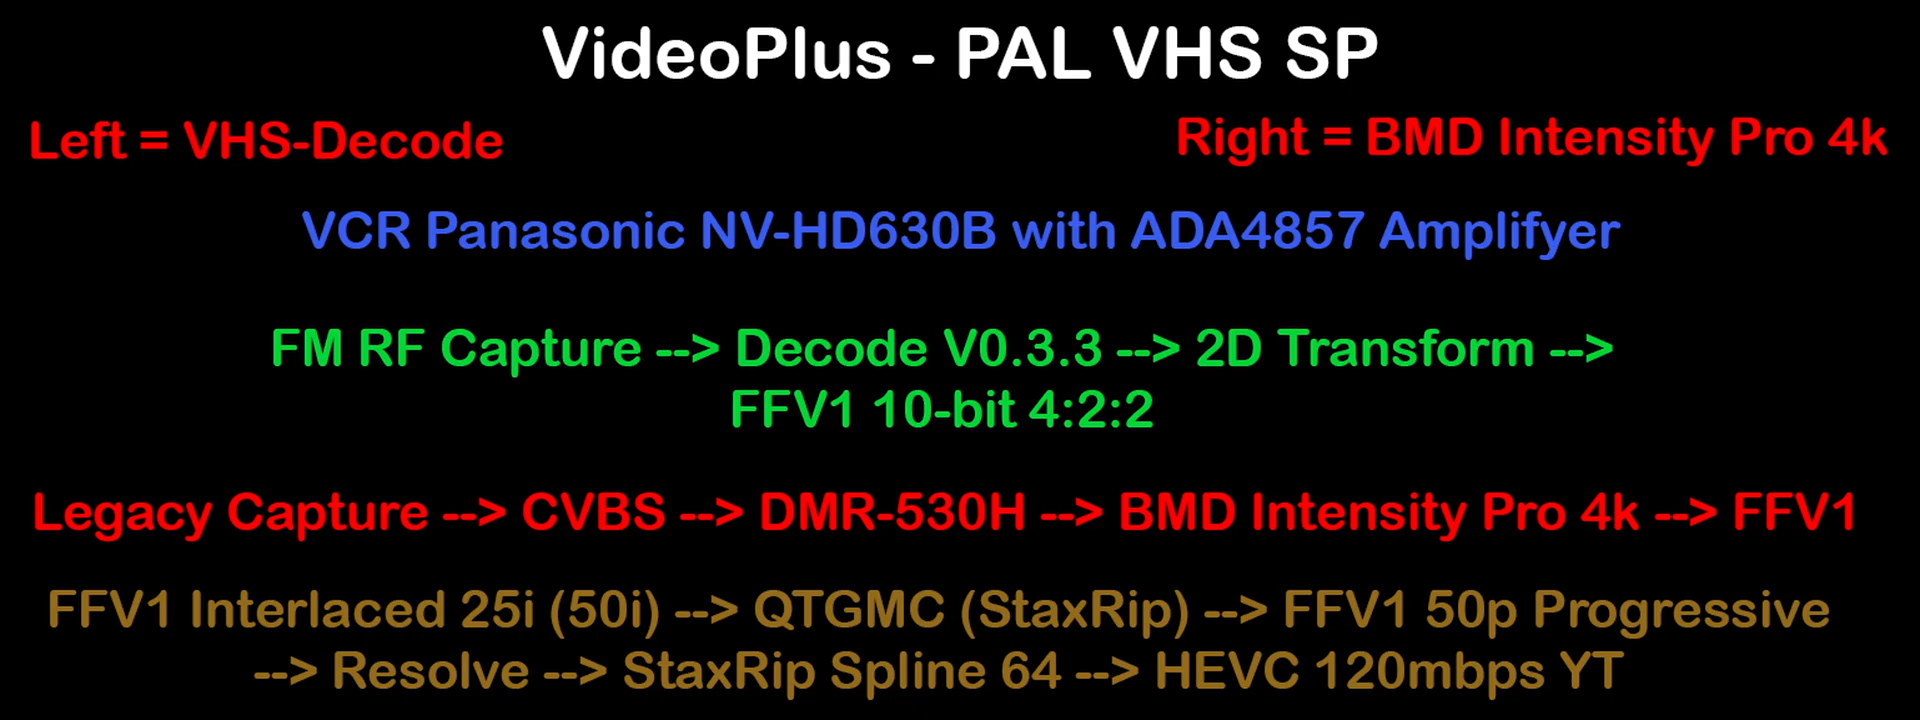 VideoPlus - PAL VHS SP
Left = VHS-Decode
Right = BMD Intensity Pro 4k
VCR Panasonic NV-HD630B with ADA4857 Amplifyer
FM RF Capture --> Decode V0.3.3 --> 2D Transform -->
FFV1 10-bit 4:2:2
Legacy Capture --> CVBS --> DMR-530H --> BMD Intensity Pro 4k --> FFV1
FFV1 Interlaced 25i (50i) --> QTGMC (StaxRip) --> FFV1 50p Progressive
--> Resolve --> StaxRip Spline 64 --> HEVC 120mbps YT